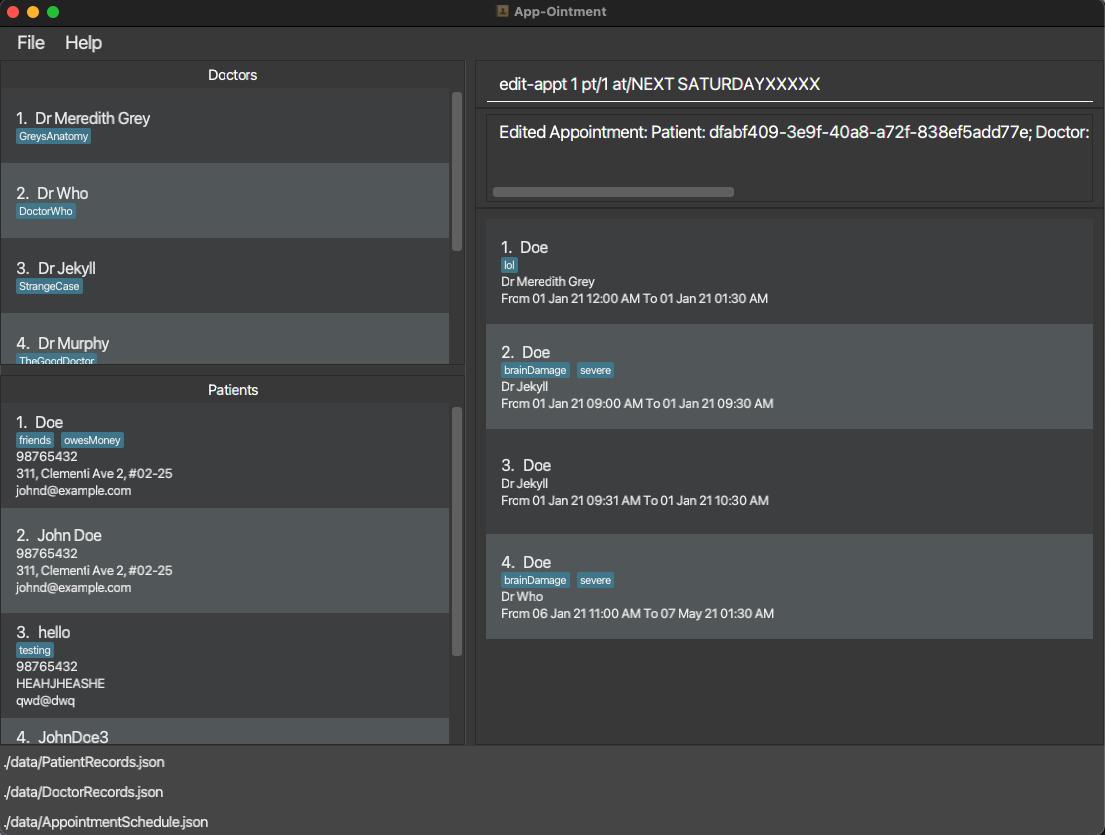 App-Ointment
File Help
Doctors
1. Dr Meredith Grey
GreysAnatomy
2. Dr Who
DoctorWho
3. Dr Jekyll
StrangeCase
4. Dr Murphy
TheGoodDoctor
Patients
1. Doe
friends owesMoney
98765432
311, Clementi Ave 2, #02-25
johnd@example.com
2. John Doe
98765432
311, Clementi Ave 2, #02-25
johnd@example.com
3. hello
testing
98765432
HEAHJHEASHE
qwd@dwq
4. JohnDoe3
edit-appt 1 pt/1 at/NEXT SATURDAYXXXXX
Edited Appointment: Patient: dfabf409-3e9f-40a8-a72f-838ef5add77e; Doctor:
1. Doe
lol
Dr Meredith Grey
From 01 Jan 21 12:00 AM To 01 Jan 21 01:30 AM
2. Doe
brainDamage severe
Dr Jekyll
From 01 Jan 21 09:00 AM To 01 Jan 21 09:30 AM
3. Doe
Dr Jekyll
From 01 Jan 21 09:31 AM To 01 Jan 21 10:30 AM
4. Doe
brainDamage severe
Dr Who
From 06 Jan 21 11:00 AM To 07 May 21 01:30 AM
./data/PatientRecords.json
./data/DoctorRecords.json
./data/AppointmentSchedule.json